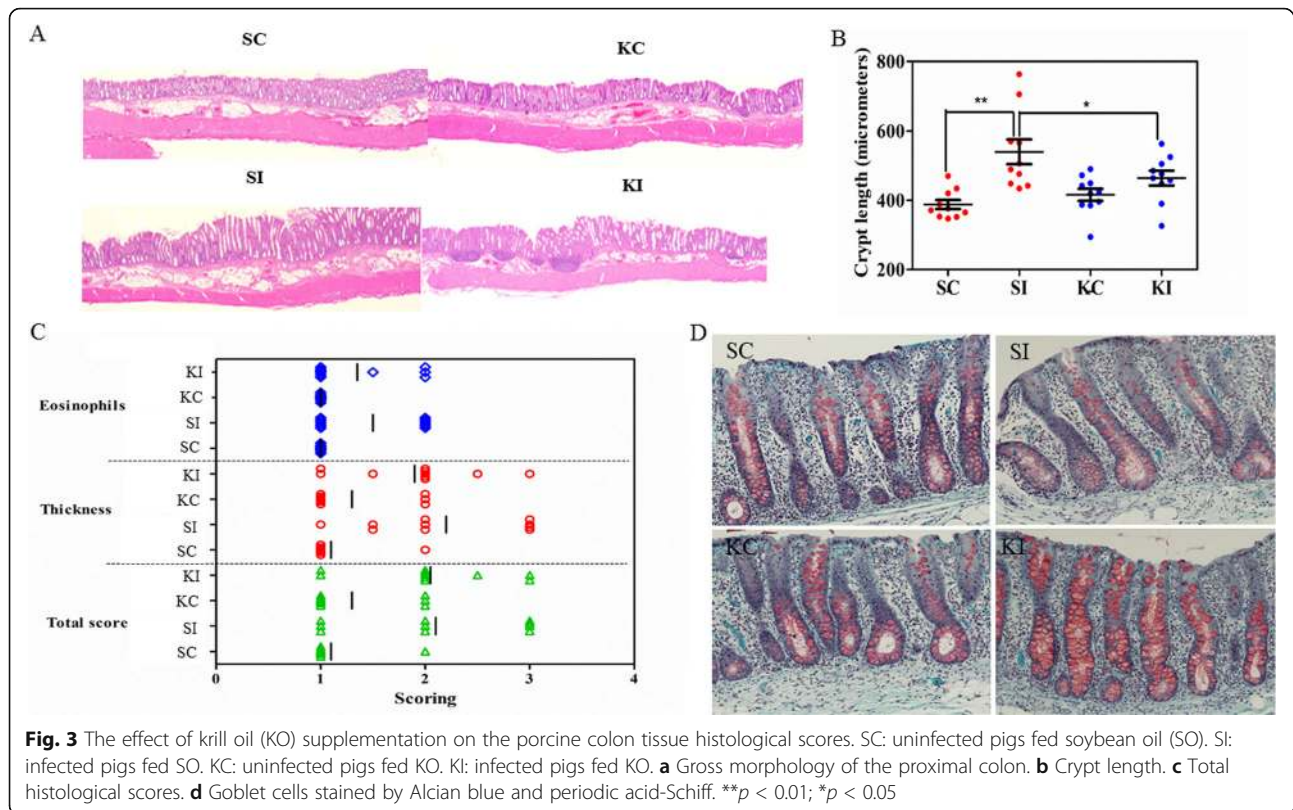 A
SC
KC
SI
KI
B
Crypt length (micrometers)
800
600
400
200
**
*
SC
SI
KC
KI
C
Eosinophils
KI
KC
SI
SC
Thickness
KI
KC
SI
SC
Total score
KI
KC
SI
SC
0
1
2
3
4
Scoring
D
SC
SI
KC
KI
Fig. 3 The effect of krill oil (KO) supplementation on the porcine colon tissue histological scores. SC: uninfected pigs fed soybean oil (SO). SI:
infected pigs fed SO. KC: uninfected pigs fed KO. KI: infected pigs fed KO. a Gross morphology of the proximal colon. b Crypt length. c Total
histological scores. d Goblet cells stained by Alcian blue and periodic acid-Schiff. **p < 0.01; *p < 0.05